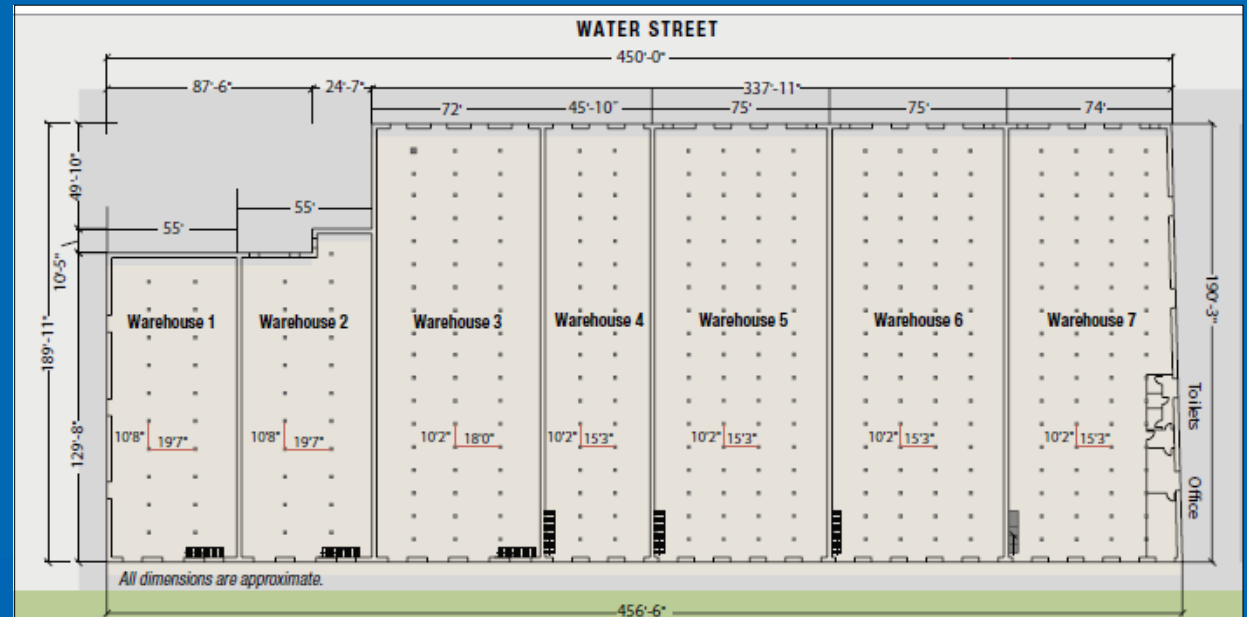 WATER STREET
450'-0"
87'-6"
24'-7"
337'-11"
72'
45'-10"
75'
75'
74'
49'-10"
55'
55'
10'-5"
189'-11"
129'-8"
190'-3"
Warehouse 1
Warehouse 2
Warehouse 3
Warehouse 4
Warehouse 5
Warehouse 6
Warehouse 7
Toilets
Office
10'8"
19'7"
10'8"
19'7"
10'2"
18'0"
10'2"
15'3"
10'2"
15'3"
10'2"
15'3"
10'2"
15'3"
All dimensions are approximate.
456'-6"